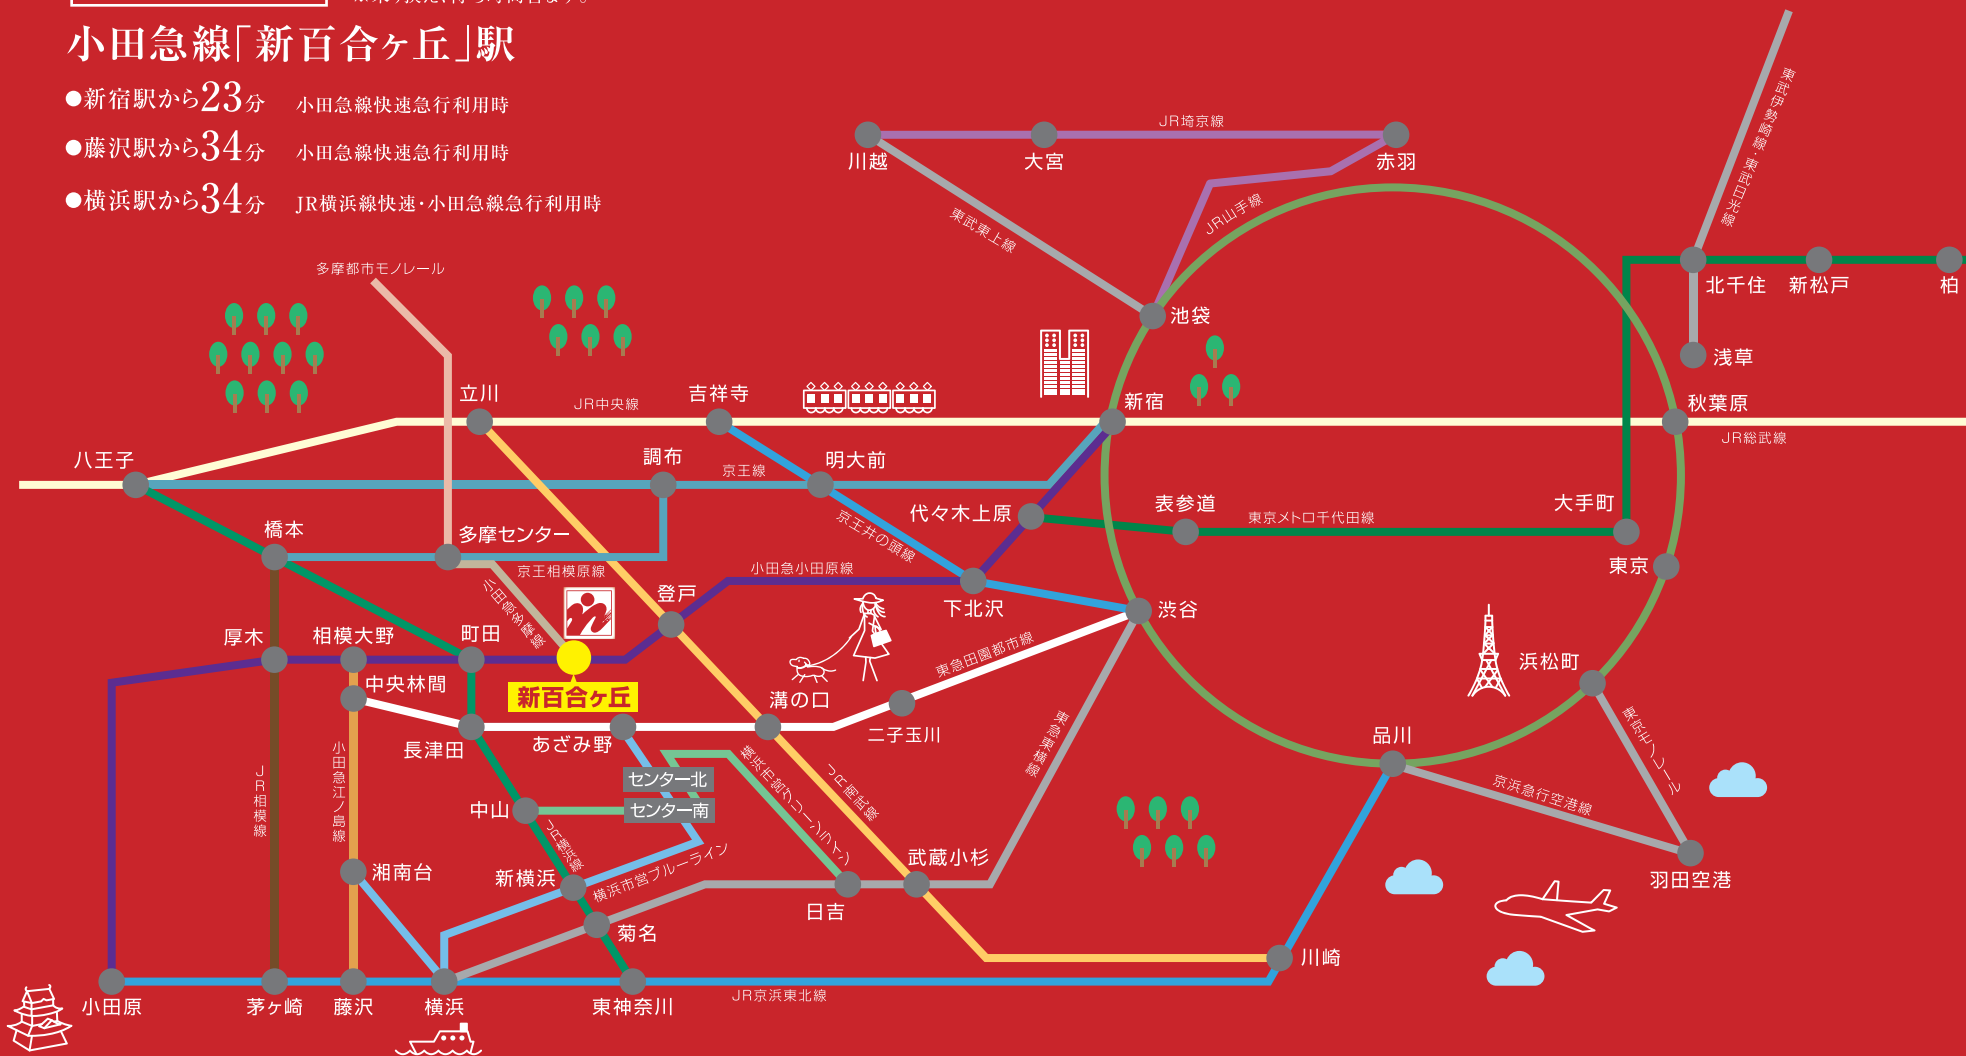 小田急線「新百合ヶ丘」駅
●新宿駅から23分 小田急線快速急行利用時
●藤沢駅から34分 小田急線快速急行利用時
●横浜駅から34分 JR横浜線快速・小田急線急行利用時
東武伊勢崎線・東武日光線
JR埼京線
川越
大宮
赤羽
東武東上線
JR山手線
多摩都市モノレール
北千住
新松戸
柏
池袋
浅草
立川
JR中央線
吉祥寺
新宿
秋葉原
JR総武線
八王子
調布
京王線
明大前
代々木上原
表参道
東京メトロ千代田線
大手町
橋本
多摩センター
京王井の頭線
京王相模原線
小田急小田原線
東京
小田急多摩線
登戸
下北沢
渋谷
厚木
相模大野
町田
東急田園都市線
浜松町
中央林間
新百合ヶ丘
溝の口
二子玉川
長津田
あざみ野
東急東横線
品川
東京モノレール
小田急江ノ島線
JR相模線
センター北
センター南
横浜市営グリーンライン
JR南武線
京浜急行空港線
中山
JR横浜線
武蔵小杉
湘南台
新横浜
横浜市営ブルーライン
羽田空港
日吉
菊名
川崎
小田原
茅ヶ崎
藤沢
横浜
東神奈川
JR京浜東北線